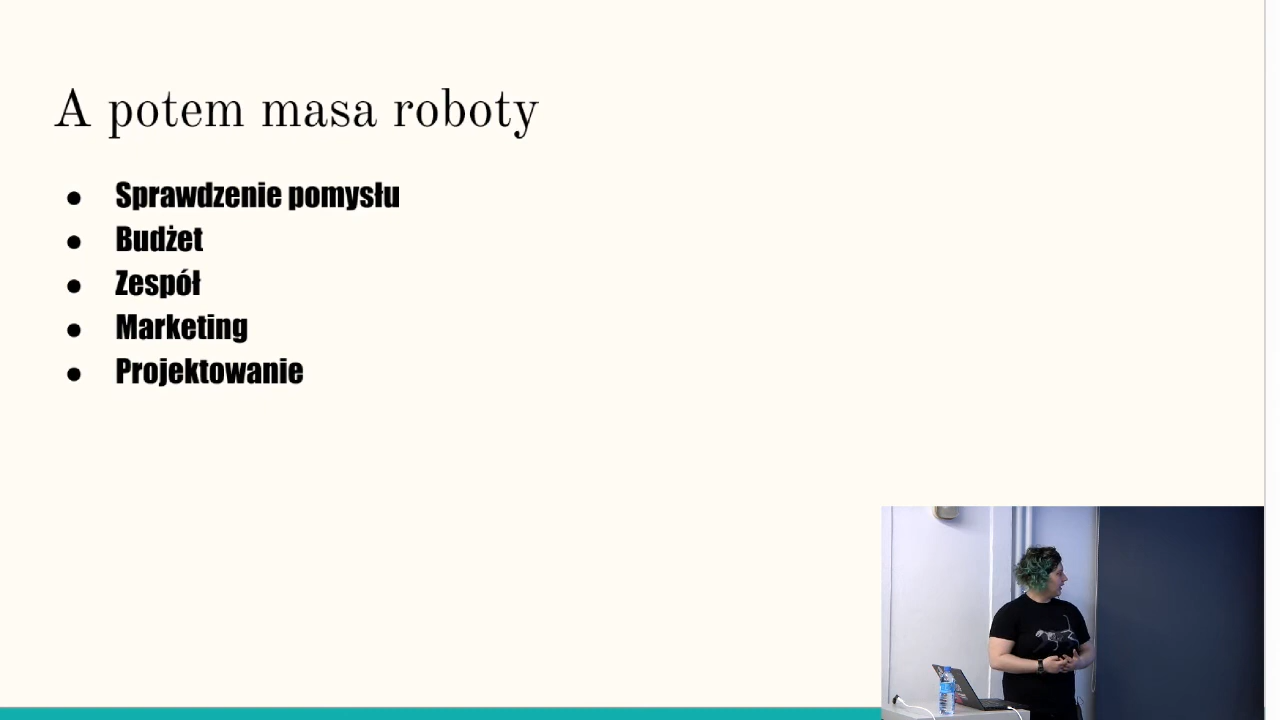 A potem masa roboty
Sprawdzenie pomysłu
Budżet
Zespół
Marketing
Projektowanie